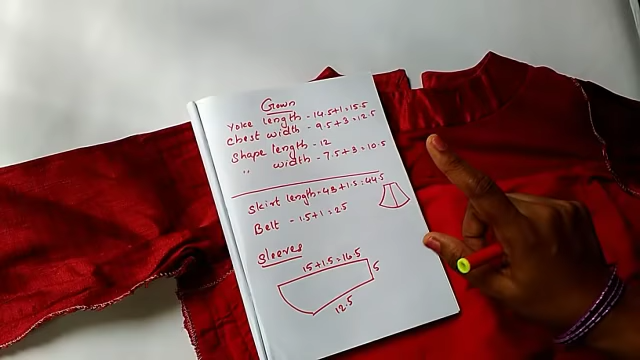 Gown
Yoke length - 14.5+1=15.5
Chest width - 9.5+3=12.5
Shape length - 12
" width - 7.5+3=10.5
Skirt length - 43+1.5=44.5
Belt - 1.5+1=2.5
Sleeves
15+1.5=16.5
5
12.5